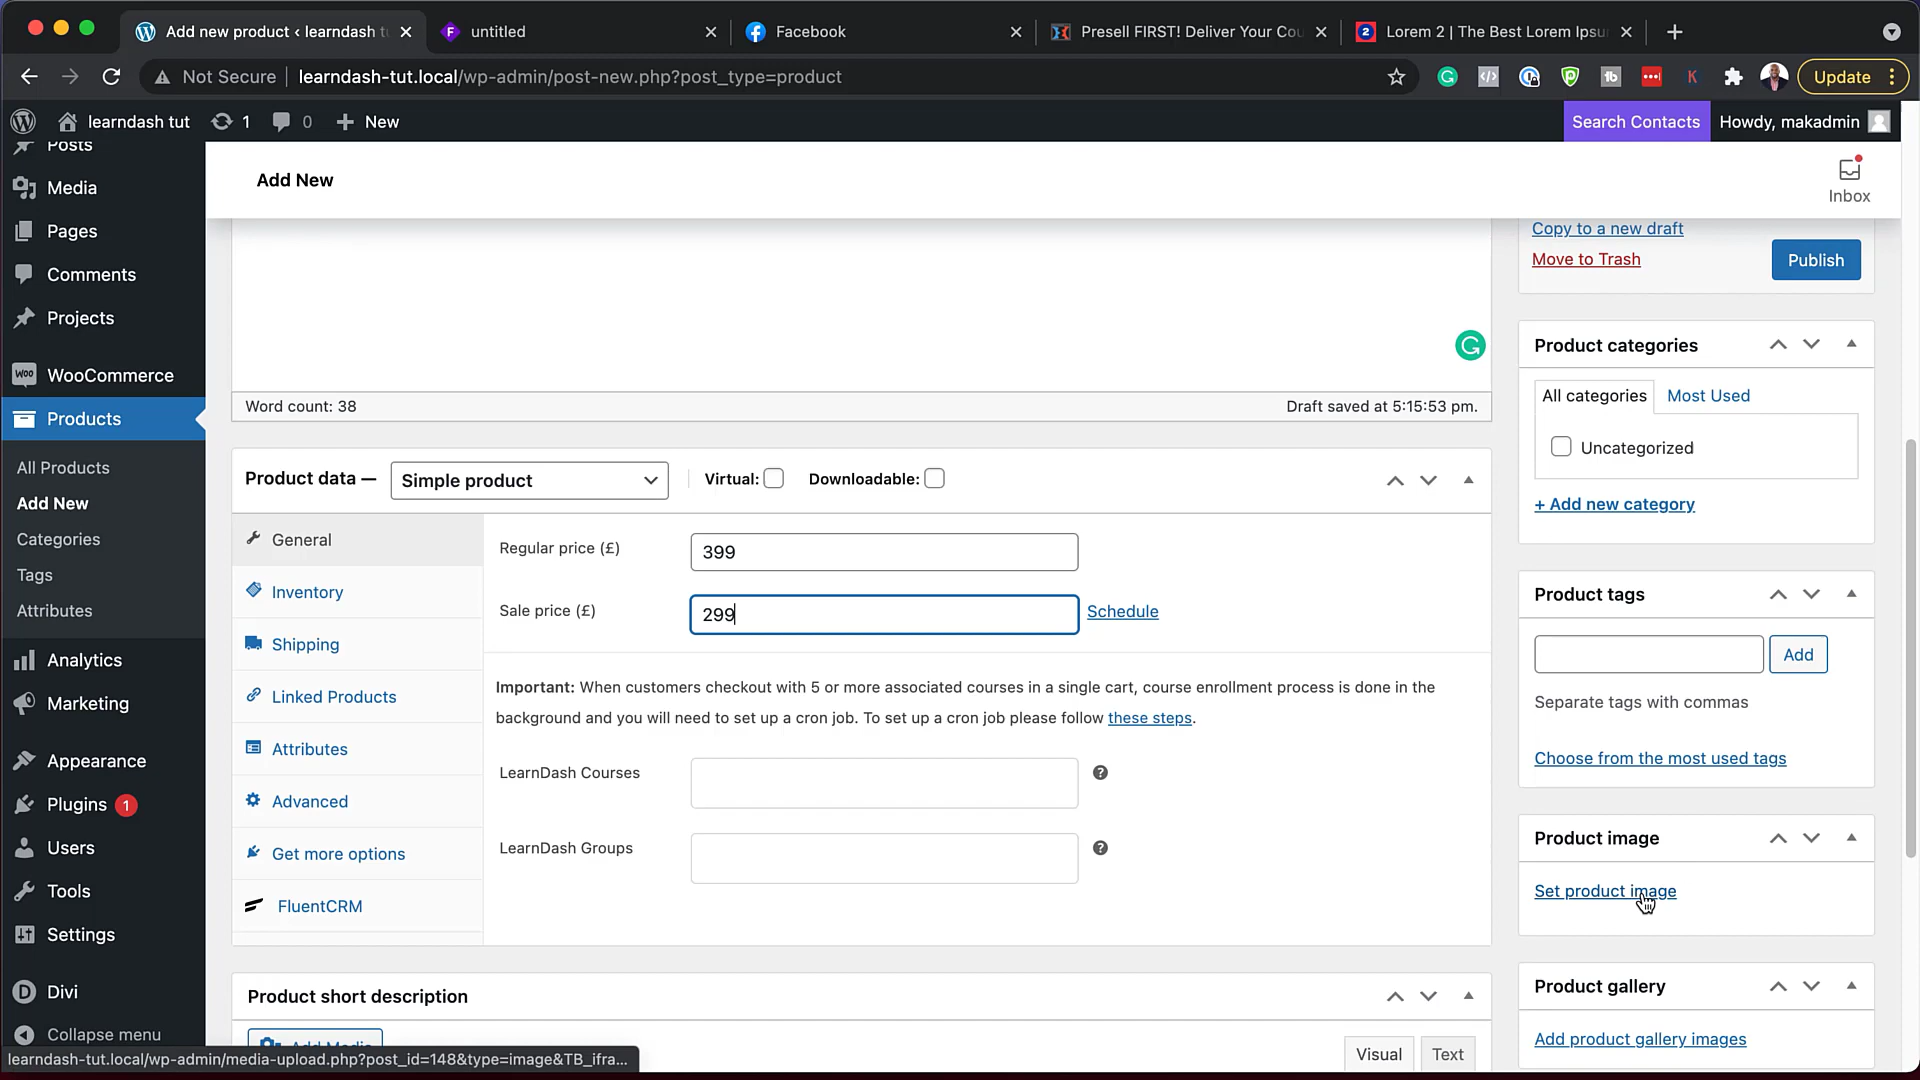 Add new product ‹ learndash tu
untitled
Facebook
Presell FIRST! Deliver Your Cou
Lorem 2 | The Best Lorem Ipsu
Not Secure
learndash-tut.local/wp-admin/post-new.php?post_type=product
Update
learndash tut
1
0
New
Search Contacts
Howdy, makadmin
Posts
Media
Pages
Comments
Projects
WooCommerce
Products
All Products
Add New
Categories
Tags
Attributes
Analytics
Marketing
Appearance
Plugins 1
Users
Tools
Settings
Divi
Collapse menu
Add New
Inbox
Word count: 38
Draft saved at 5:15:53 pm.
Product data —
Simple product
Virtual:
Downloadable:
General
Inventory
Shipping
Linked Products
Attributes
Advanced
Get more options
FluentCRM
Regular price (£)
399
Sale price (£)
299
Schedule
Important: When customers checkout with 5 or more associated courses in a single cart, course enrollment process is done in the
background and you will need to set up a cron job. To set up a cron job please follow these steps.
LearnDash Courses
LearnDash Groups
Product short description
Add Media
Visual
Text
Copy to a new draft
Move to Trash
Publish
Product categories
All categories
Most Used
Uncategorized
+ Add new category
Product tags
Add
Separate tags with commas
Choose from the most used tags
Product image
Set product image
Product gallery
Add product gallery images
learndash-tut.local/wp-admin/media-upload.php?post_id=148&type=image&TB_ifra...